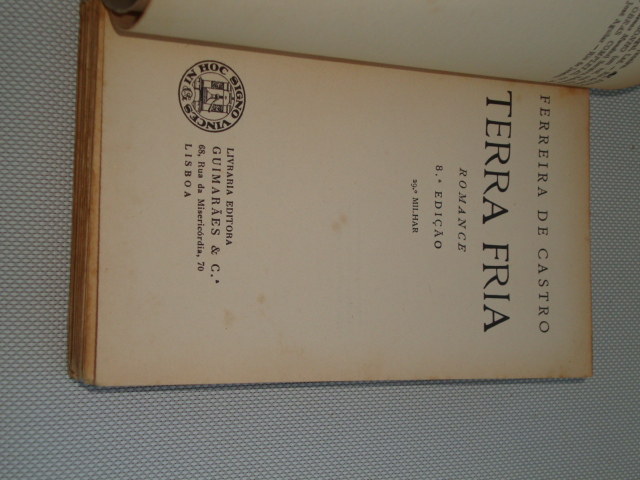 FERREIRA DE CASTRO
TERRA FRIA
ROMANCE
8.ª EDIÇÃO
29.º MILHAR
IN HOC SIGNO VINCES
LIVRARIA EDITORA
GUIMARÃES & C.ª
68, Rua da Misericórdia, 70
LISBOA